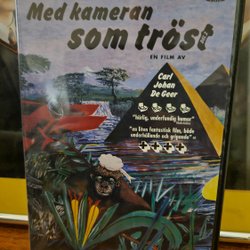 Med kameran
som tröst
EN FILM AV
Carl
Johan
De Geer
"härlig, underfundig humor"
"en liten fantastisk film, både
underhållande och gripande"